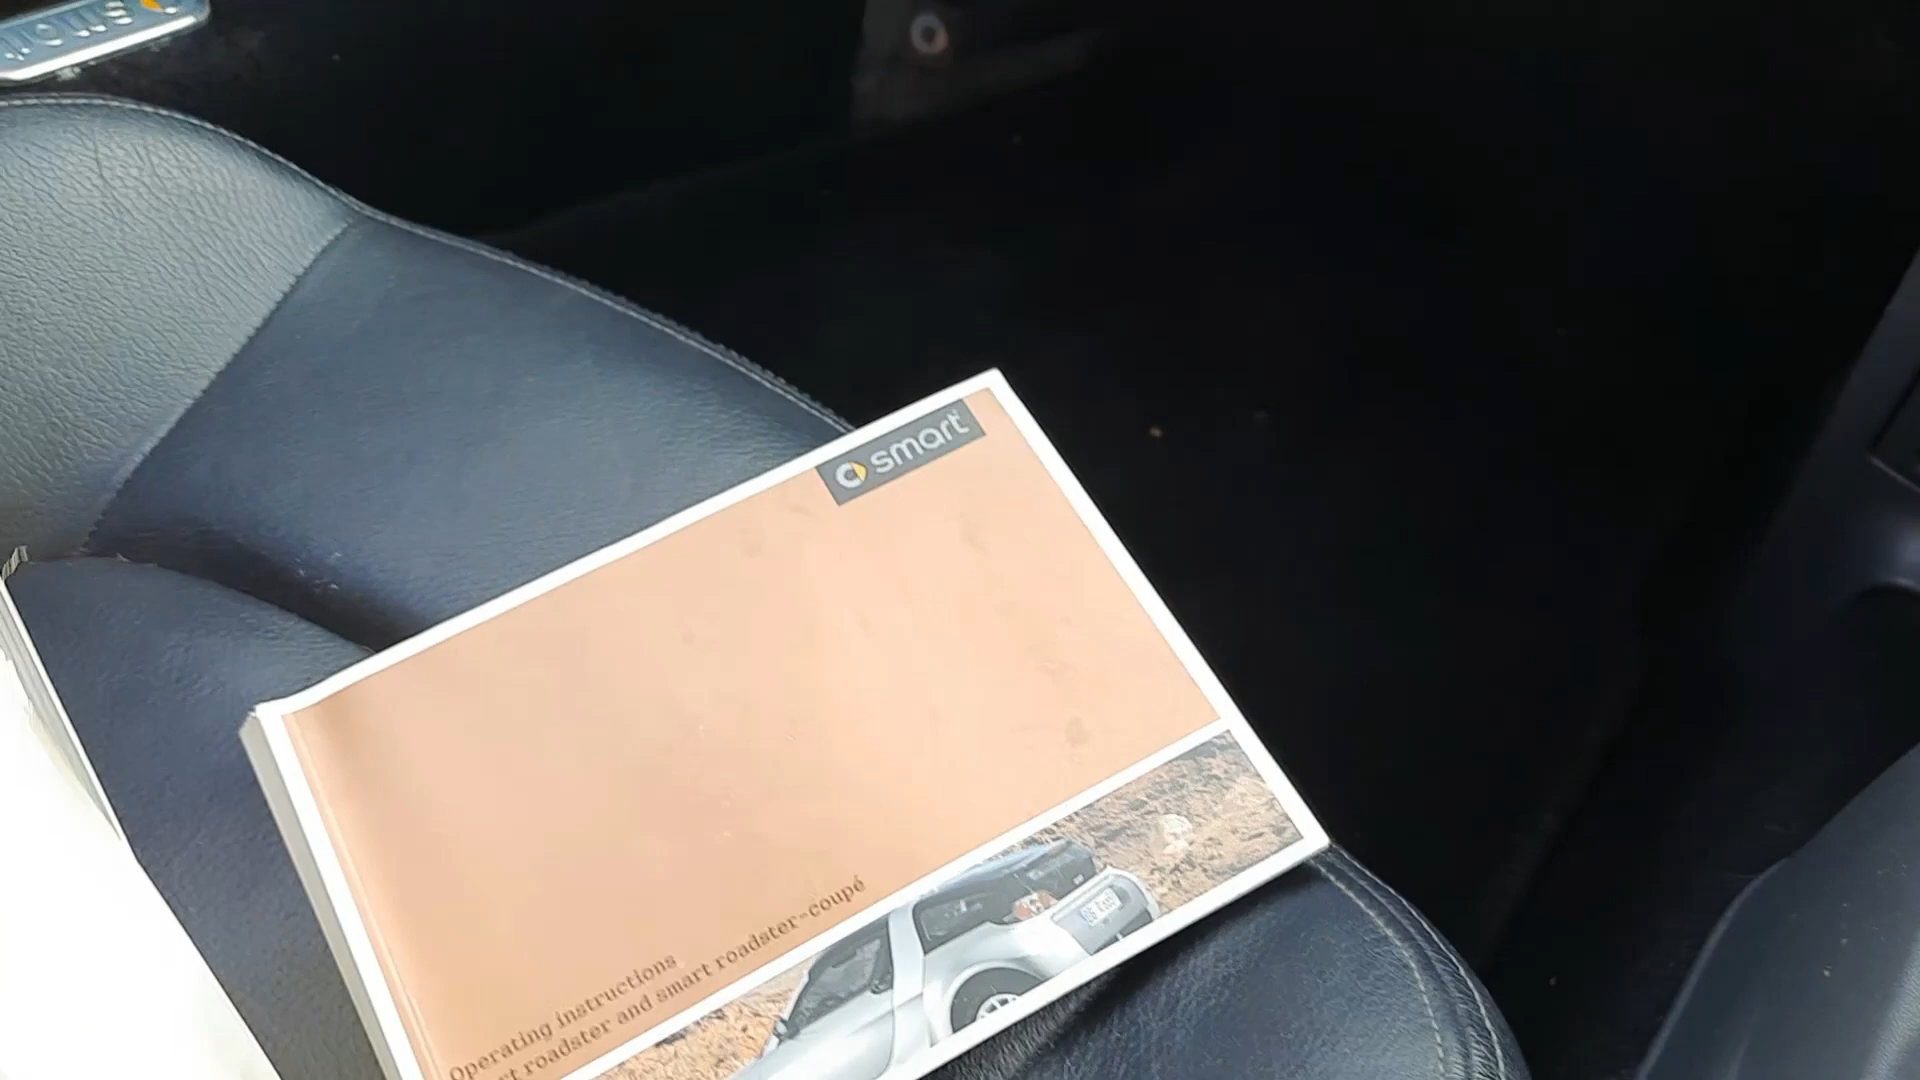 smart
Operating instructions
roadster and smart roadster-coupé